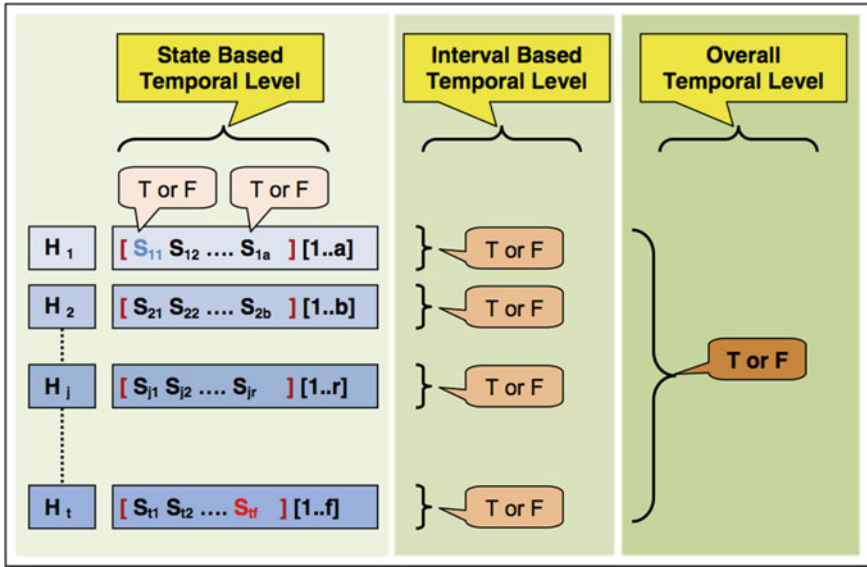 State Based
Temporal Level
Interval Based
Temporal Level
Overall
Temporal Level
T or F
T or F
H 1
[ S11 S12 .... S1a ] [1..a]
T or F
H 2
[ S21 S22 .... S2b ] [1..b]
T or F
T or F
H j
[ Sj1 Sj2 .... Sjr ] [1..r]
T or F
H t
[ St1 St2 .... Stf ] [1..f]
T or F